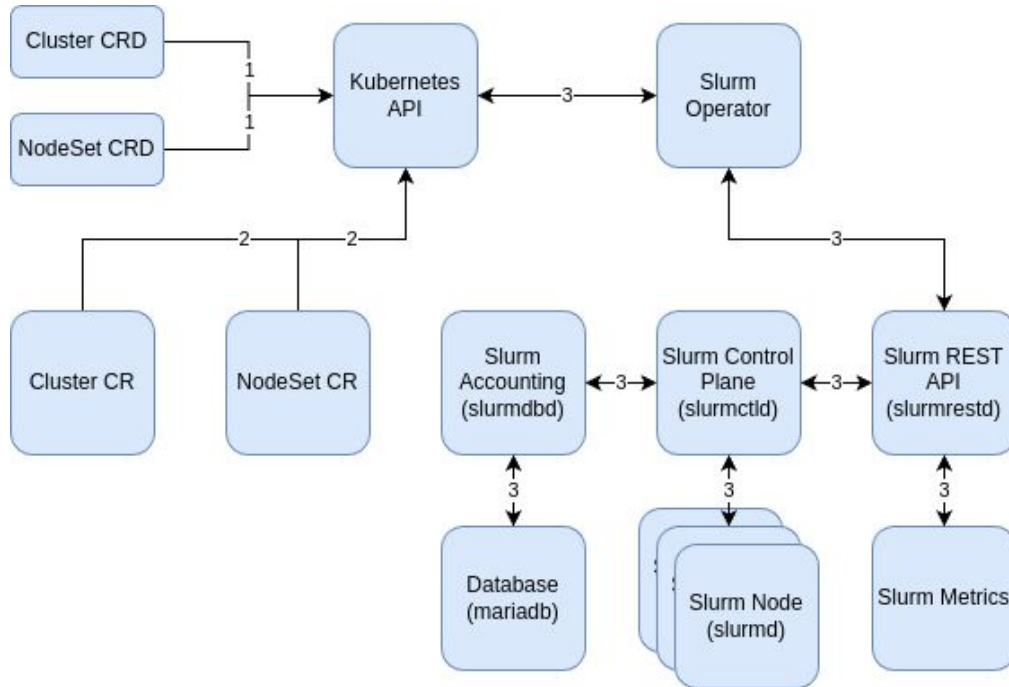 Cluster CRD
1
Kubernetes
API
3
Slurm
Operator
1
NodeSet CRD
2
2
3
Cluster CR
NodeSet CR
Slurm
Accounting
(slurmdbd)
3
Slurm Control
Plane
(slurmctld)
3
Slurm REST
API
(slurmrestd)
3
3
3
Database
(mariadb)
S
S
Slurm Node
(slurmd)
Slurm Metrics